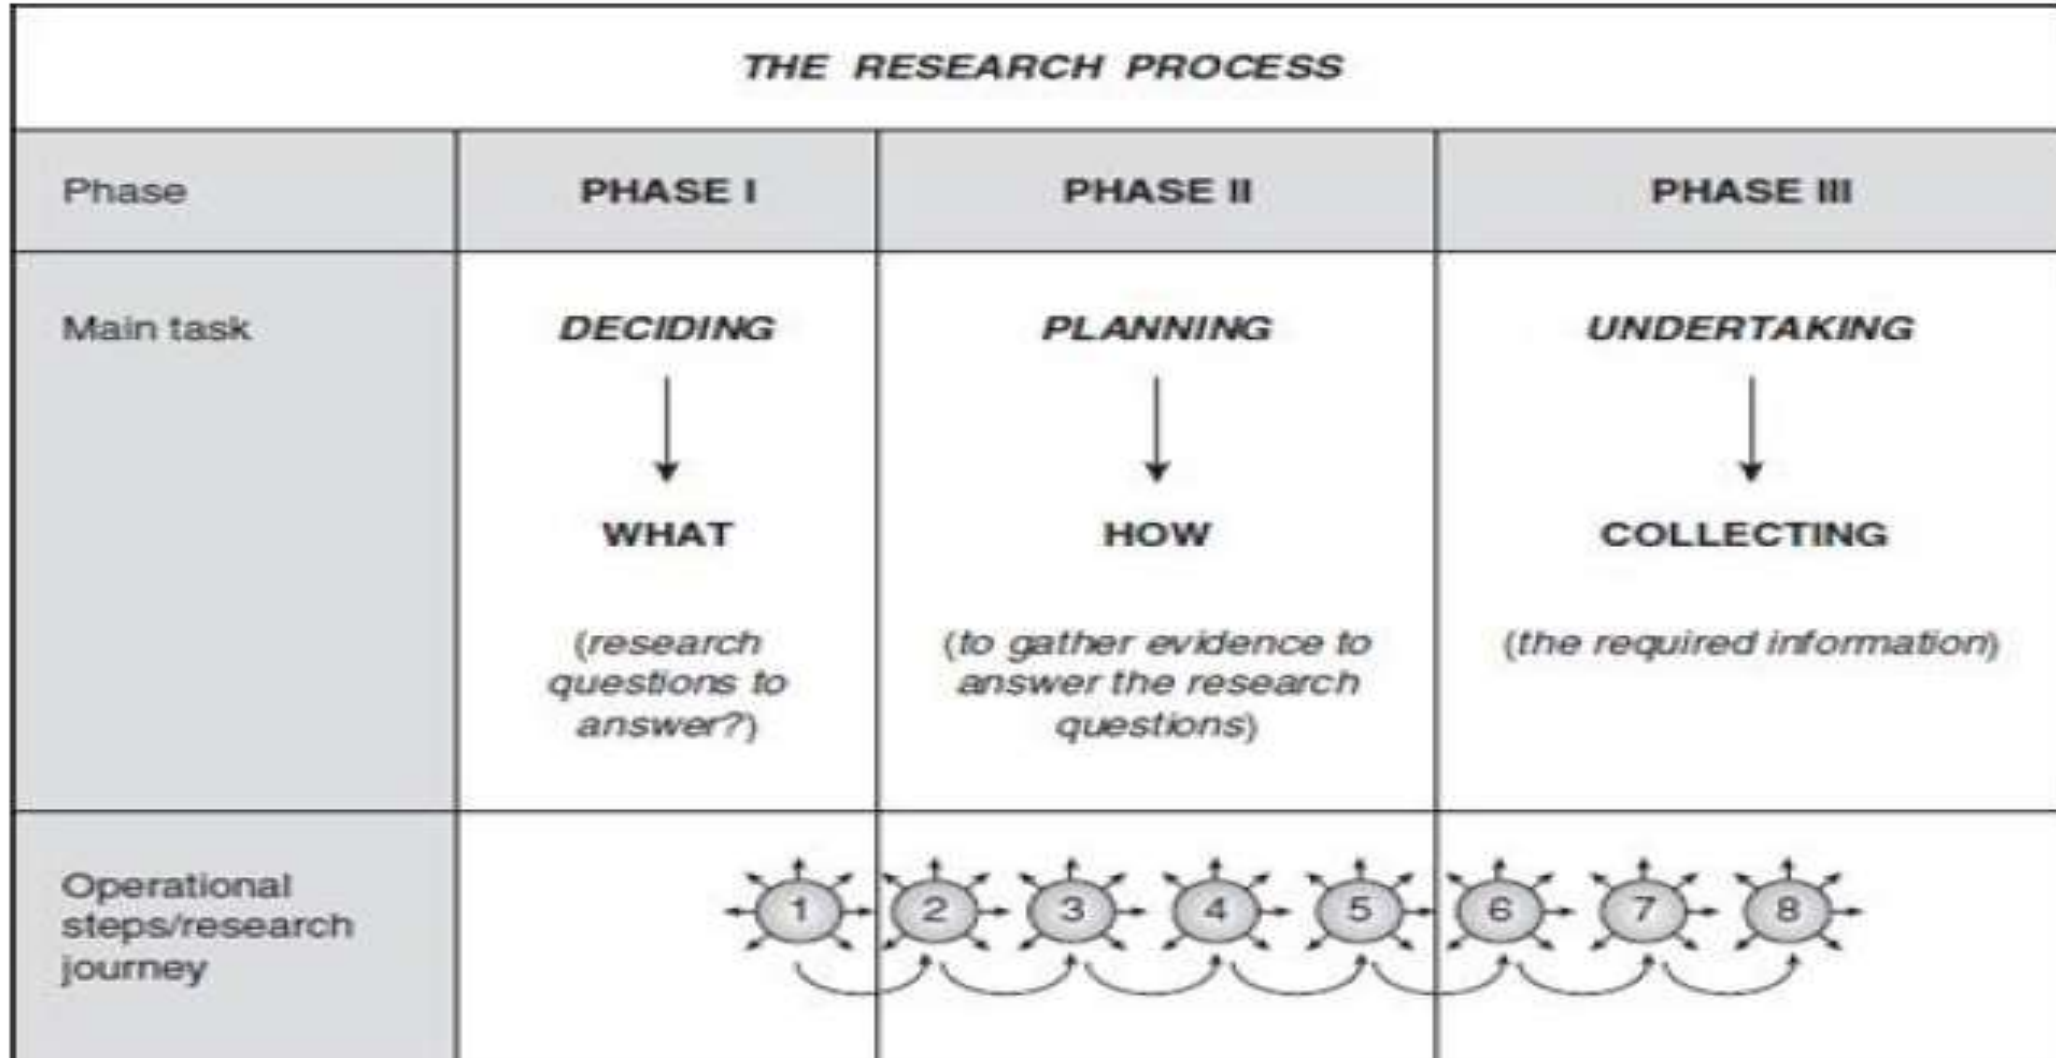 THE RESEARCH PROCESS
Phase
PHASE I
PHASE II
PHASE III
Main task
DECIDING
PLANNING
UNDERTAKING
WHAT
HOW
COLLECTING
(research
questions to
answer?)
(to gather evidence to
answer the research
questions)
(the required information)
Operational
steps/research
journey
1 2 3 4 5 6 7 8